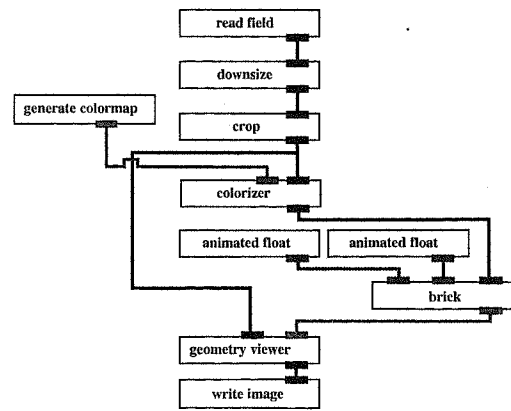 read field
downsize
generate colormap
crop
colorizer
animated float
animated float
brick
geometry viewer
write image